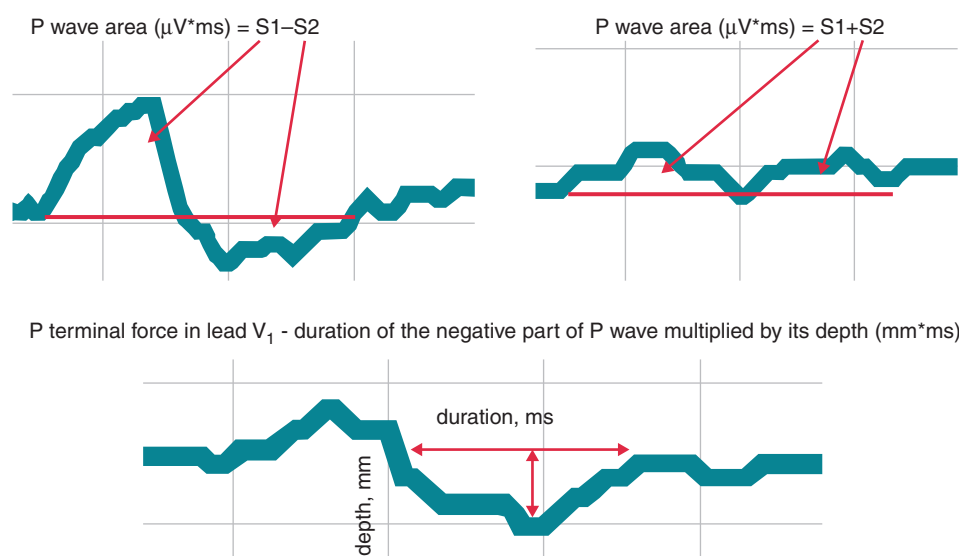 P wave area (μV*ms) = S1–S2
P wave area (μV*ms) = S1+S2
P terminal force in lead V₁ - duration of the negative part of P wave multiplied by its depth (mm*ms)
duration, ms
depth, mm